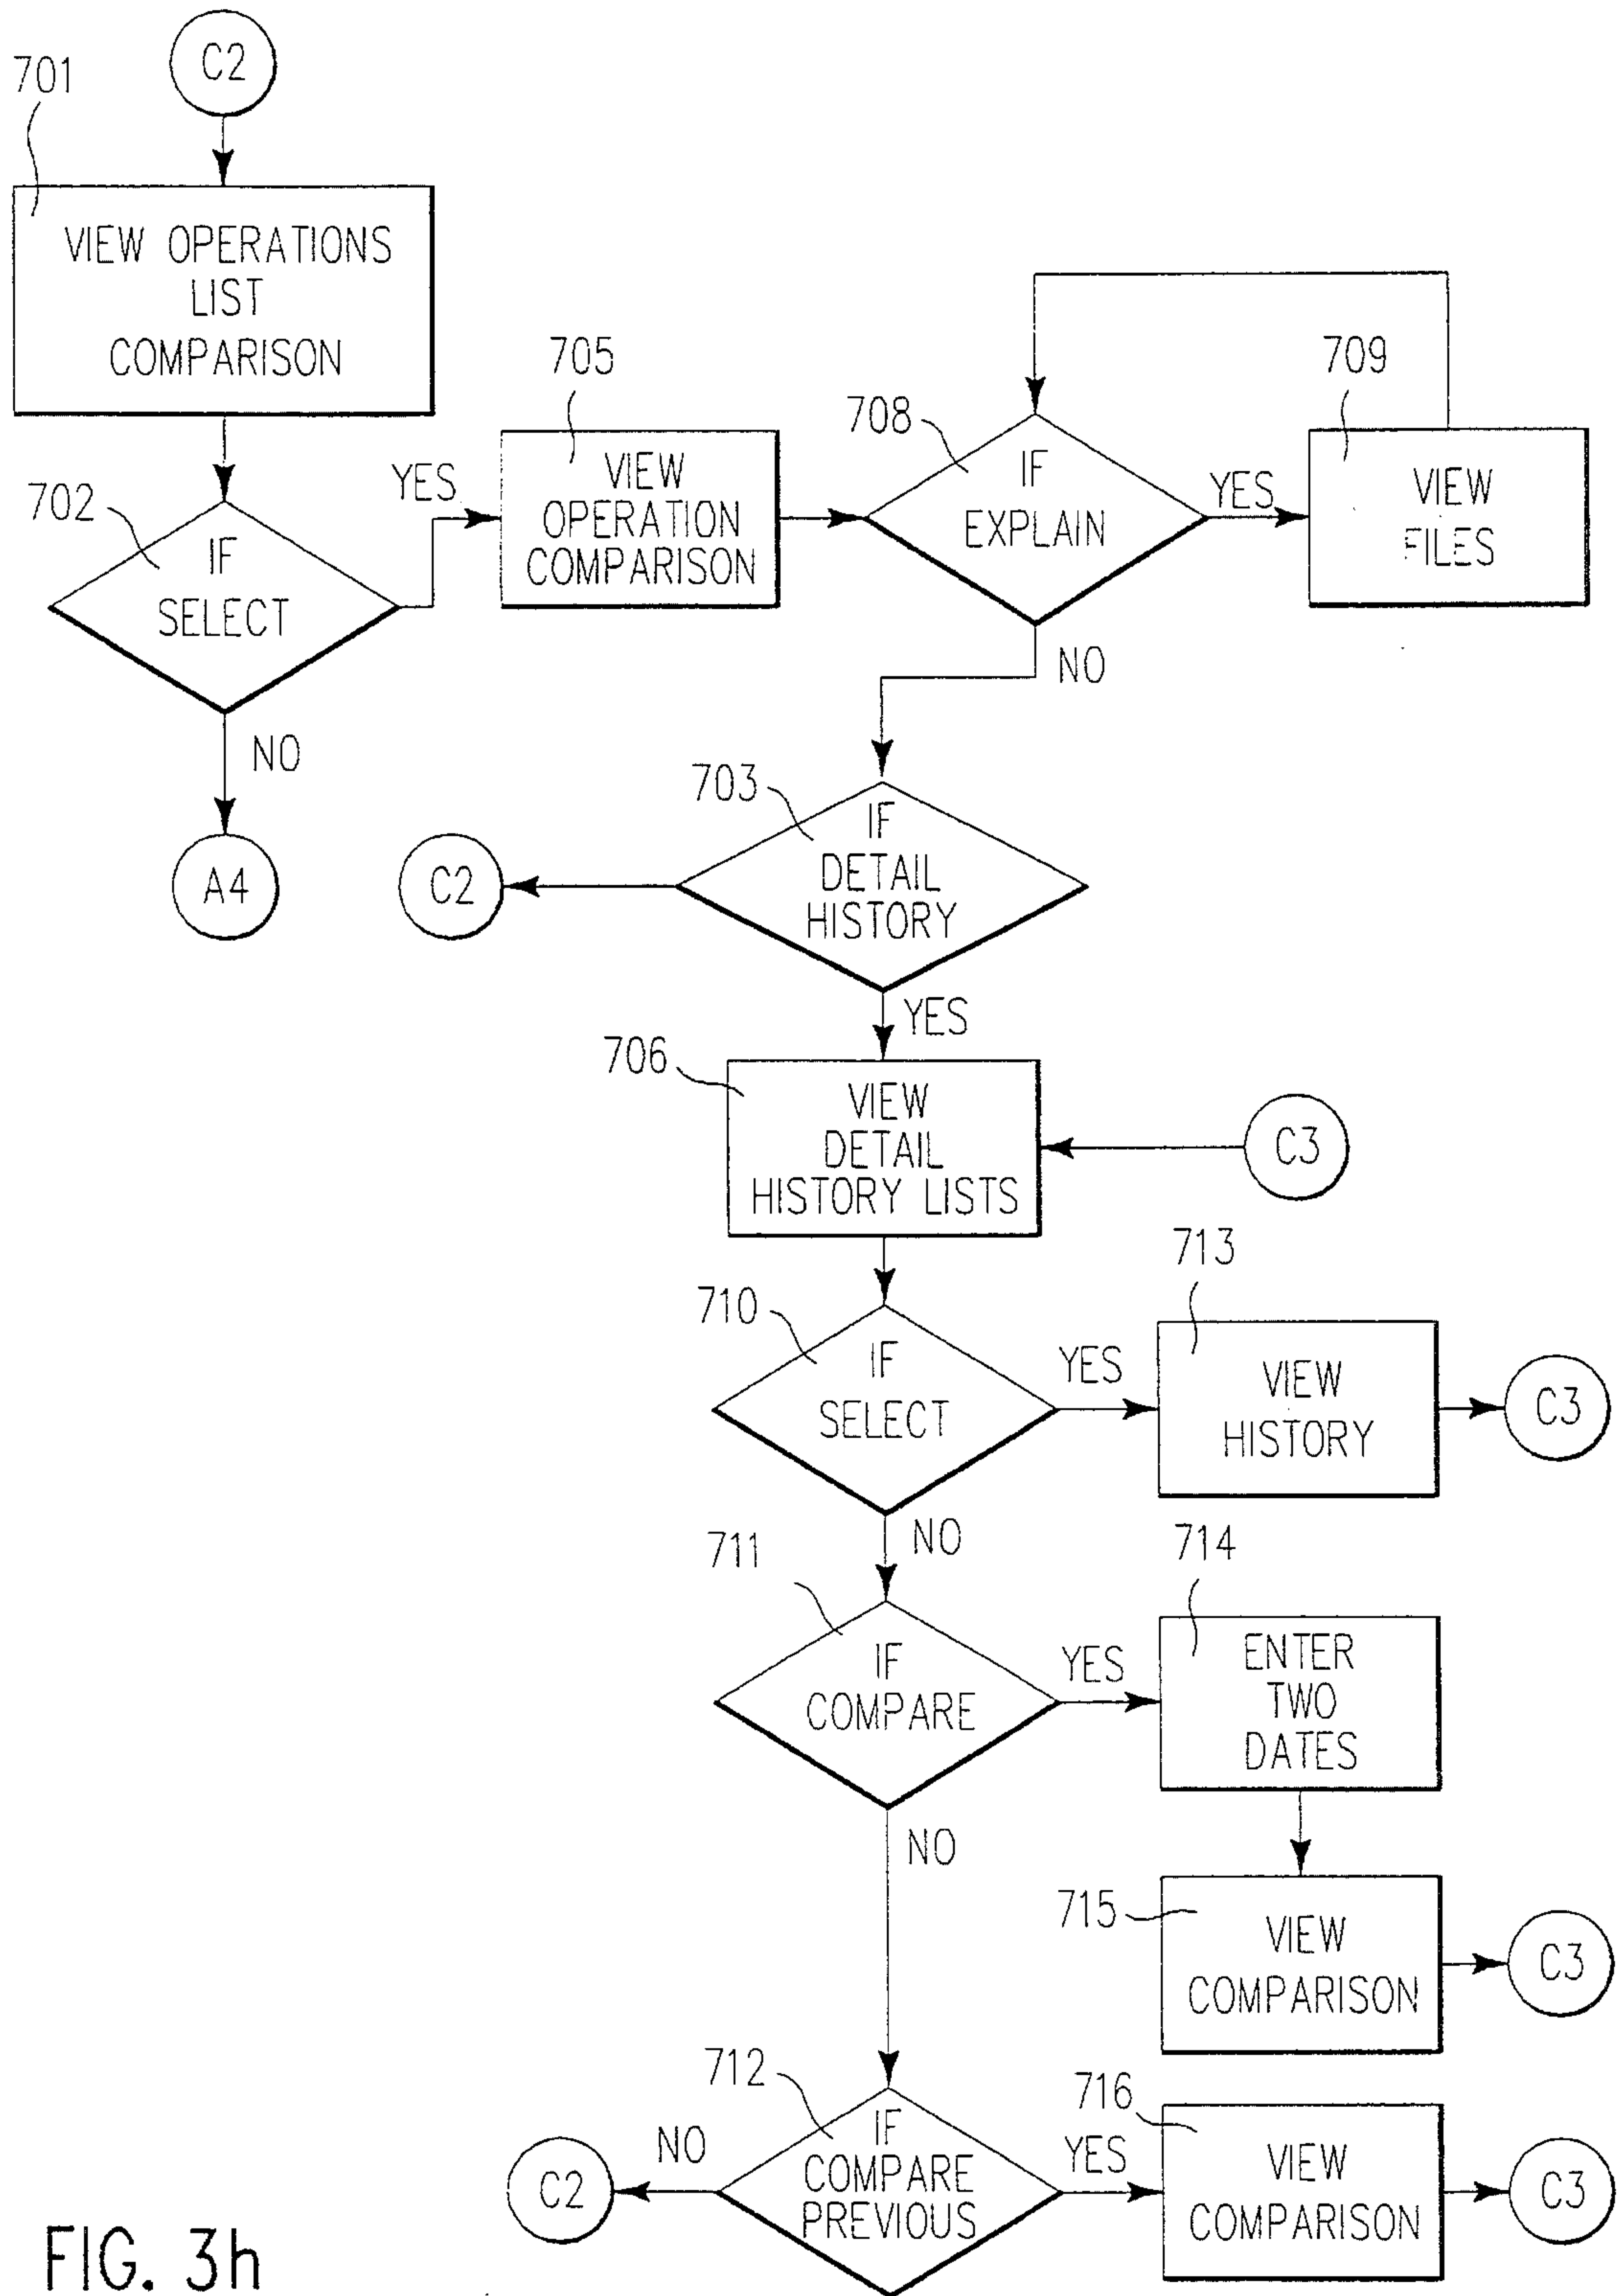 C2
701
VIEW OPERATIONS
LIST
COMPARISON
702
IF
SELECT
YES
NO
A4
705
VIEW
OPERATION
COMPARISON
708
IF
EXPLAIN
YES
NO
709
VIEW
FILES
703
IF
DETAIL
HISTORY
C2
YES
706
VIEW
DETAIL
HISTORY LISTS
C3
710
IF
SELECT
YES
NO
713
VIEW
HISTORY
C3
711
IF
COMPARE
YES
NO
714
ENTER
TWO
DATES
715
VIEW
COMPARISON
C3
712
IF
COMPARE
PREVIOUS
NO
C2
YES
716
VIEW
COMPARISON
C3
FIG. 3h